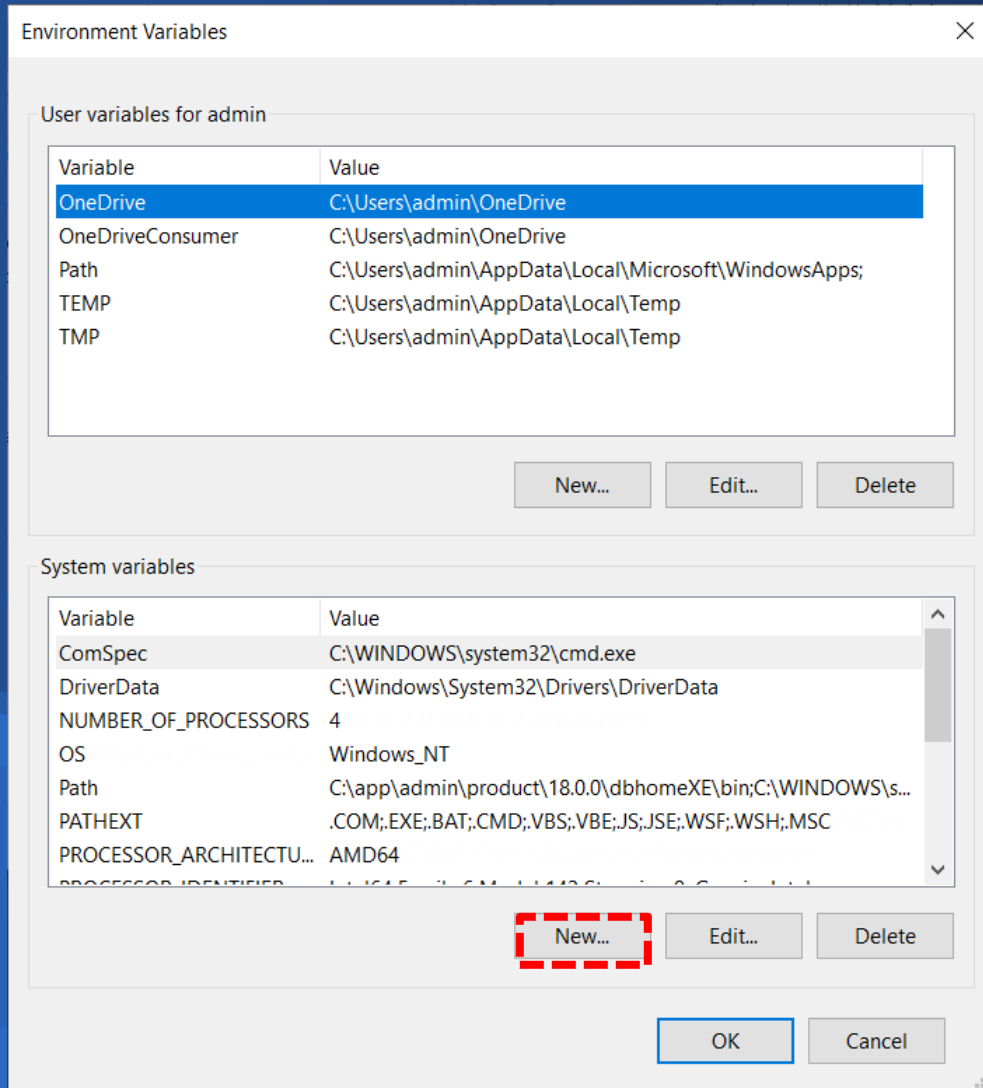 Environment Variables
User variables for admin
Variable Value
OneDrive C:\Users\admin\OneDrive
OneDriveConsumer C:\Users\admin\OneDrive
Path C:\Users\admin\AppData\Local\Microsoft\WindowsApps;
TEMP C:\Users\admin\AppData\Local\Temp
TMP C:\Users\admin\AppData\Local\Temp
New... Edit... Delete
System variables
Variable Value
ComSpec C:\WINDOWS\system32\cmd.exe
DriverData C:\Windows\System32\Drivers\DriverData
NUMBER_OF_PROCESSORS 4
OS Windows_NT
Path C:\app\admin\product\18.0.0\dbhomeXE\bin;C:\WINDOWS\s...
PATHEXT .COM;.EXE;.BAT;.CMD;.VBS;.VBE;.JS;.JSE;.WSF;.WSH;.MSC
PROCESSOR_ARCHITECTU... AMD64
New... Edit... Delete
OK Cancel